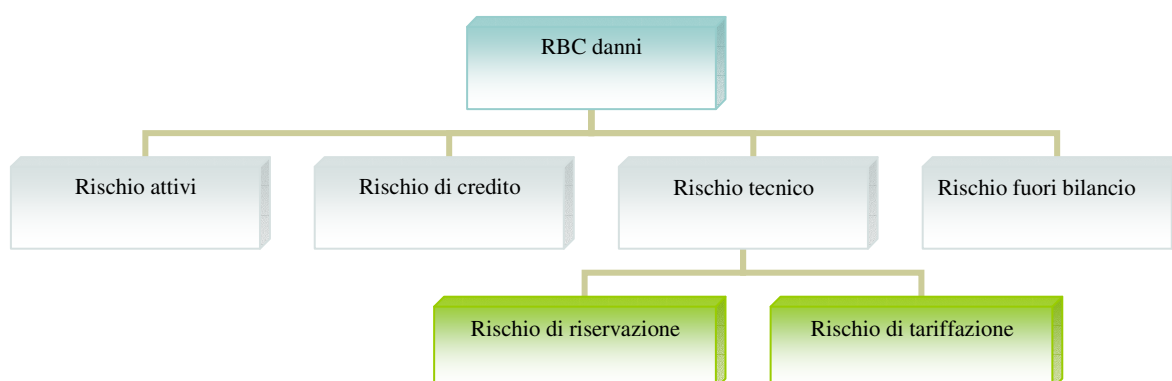 RBC danni
Rischio attivi
Rischio di credito
Rischio tecnico
Rischio fuori bilancio
Rischio di riservazione
Rischio di tariffazione